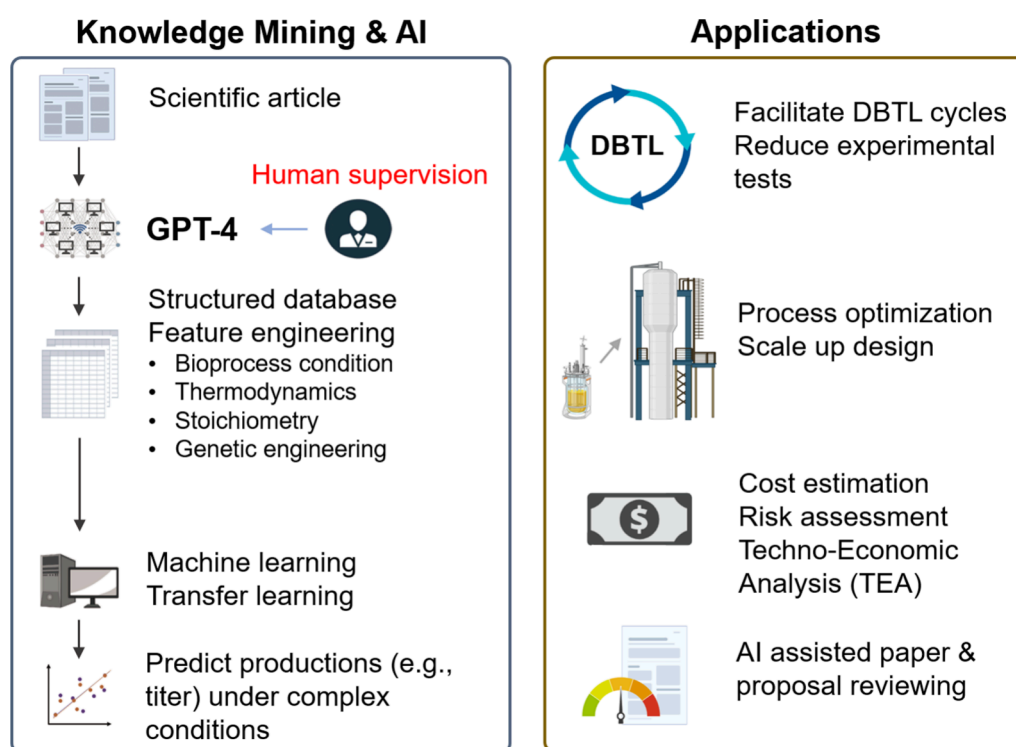 Knowledge Mining & AI
Scientific article
Human supervision
GPT-4
Structured database
Feature engineering
• Bioprocess condition
• Thermodynamics
• Stoichiometry
• Genetic engineering
Machine learning
Transfer learning
Predict productions (e.g.,
titer) under complex
conditions
Applications
DBTL
Facilitate DBTL cycles
Reduce experimental
tests
Process optimization
Scale up design
$
Cost estimation
Risk assessment
Techno-Economic
Analysis (TEA)
AI assisted paper &
proposal reviewing